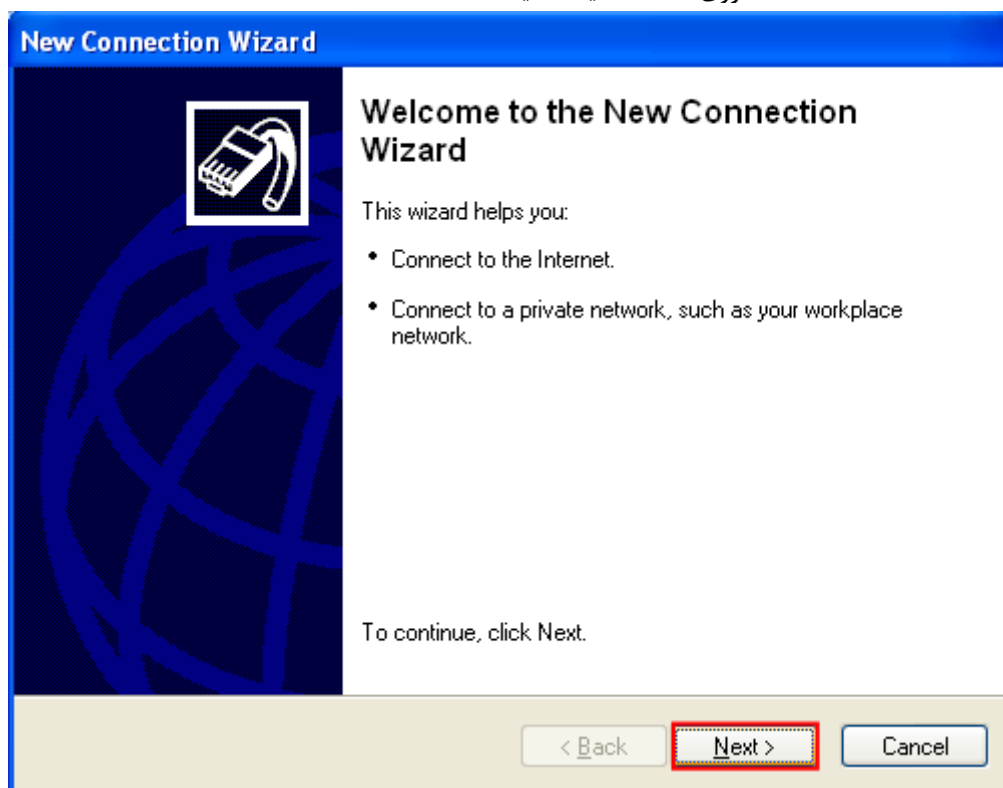 New Connection Wizard
Welcome to the New Connection
Wizard
This wizard helps you:
• Connect to the Internet.
• Connect to a private network, such as your workplace
network.
To continue, click Next.
< Back
Next >
Cancel